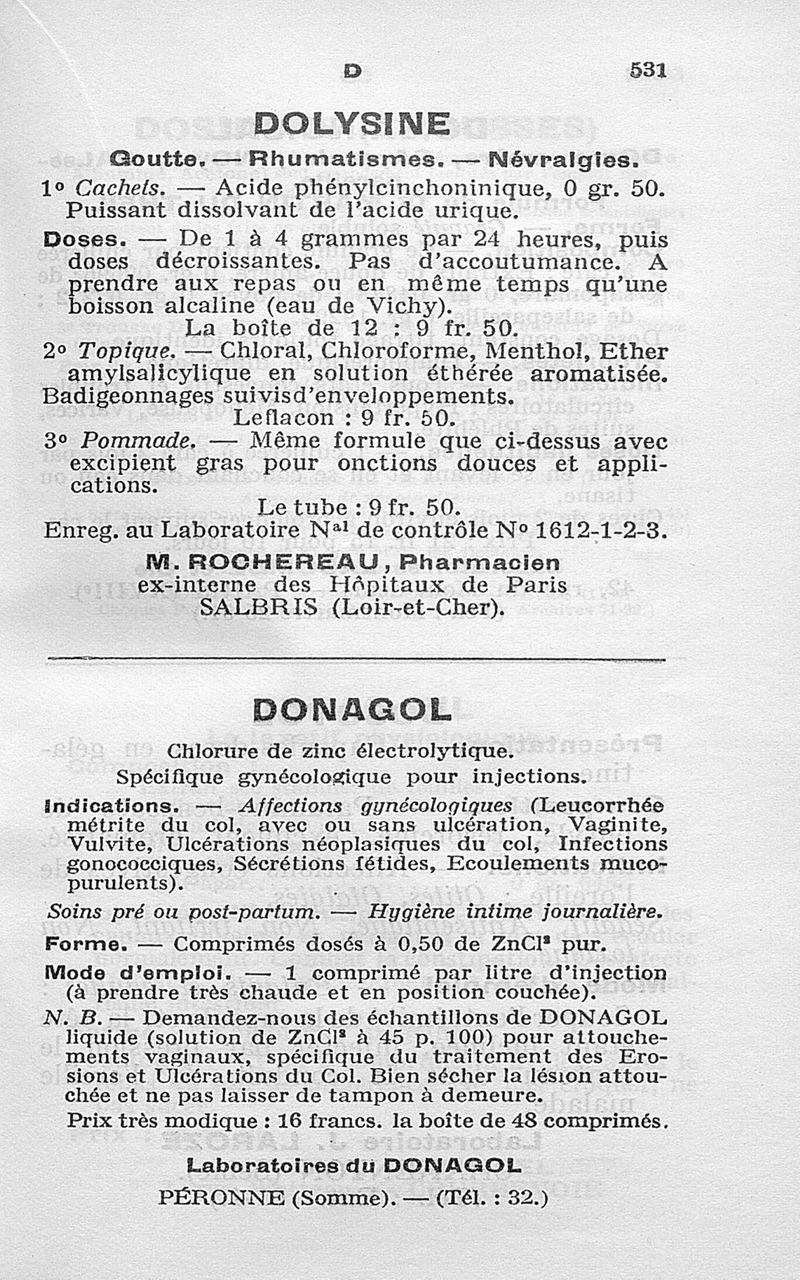 D 531
DOLYSINE
Goutte. — Rhumatismes. — Névralgies.
1º Cachets. — Acide phénylcinchoninique, 0 gr. 50.
Puissant dissolvant de l'acide urique.
Doses. — De 1 à 4 grammes par 24 heures, puis
doses décroissantes. Pas d'accoutumance. A
prendre aux repas ou en même temps qu'une
boisson alcaline (eau de Vichy).
La boîte de 12 : 9 fr. 50.
2º Topique. — Chloral, Chloroforme, Menthol, Ether
amylsalicylique en solution éthérée aromatisée.
Badigeonnages suivisd'enveloppements.
Leflacon : 9 fr. 50.
3º Pommade. — Même formule que ci-dessus avec
excipient gras pour onctions douces et appli-
cations.
Le tube : 9 fr. 50.
Enreg. au Laboratoire Nal de contrôle Nº 1612-1-2-3.
M. ROCHEREAU, Pharmacien
ex-interne des Hôpitaux de Paris
SALBRIS (Loir-et-Cher).
DONAGOL
Chlorure de zinc électrolytique.
Spécifique gynécologique pour injections.
Indications. — Affections gynécologiques (Leucorrhée
métrite du col, avec ou sans ulcération, Vaginite,
Vulvite, Ulcérations néoplasiques du col, Infections
gonococciques, Sécrétions fétides, Ecoulements muco-
purulents).
Soins pré ou post-partum. — Hygiène intime journalière.
Forme. — Comprimés dosés à 0,50 de ZnCl² pur.
Mode d'emploi. — 1 comprimé par litre d'injection
(à prendre très chaude et en position couchée).
N. B. — Demandez-nous des échantillons de DONAGOL
liquide (solution de ZnCl² à 45 p. 100) pour attouche-
ments vaginaux, spécifique du traitement des Ero-
sions et Ulcérations du Col. Bien sécher la lésion attou-
chée et ne pas laisser de tampon à demeure.
Prix très modique : 16 francs. la boîte de 48 comprimés.
Laboratoires du DONAGOL
PÉRONNE (Somme). — (Tél. : 32.)